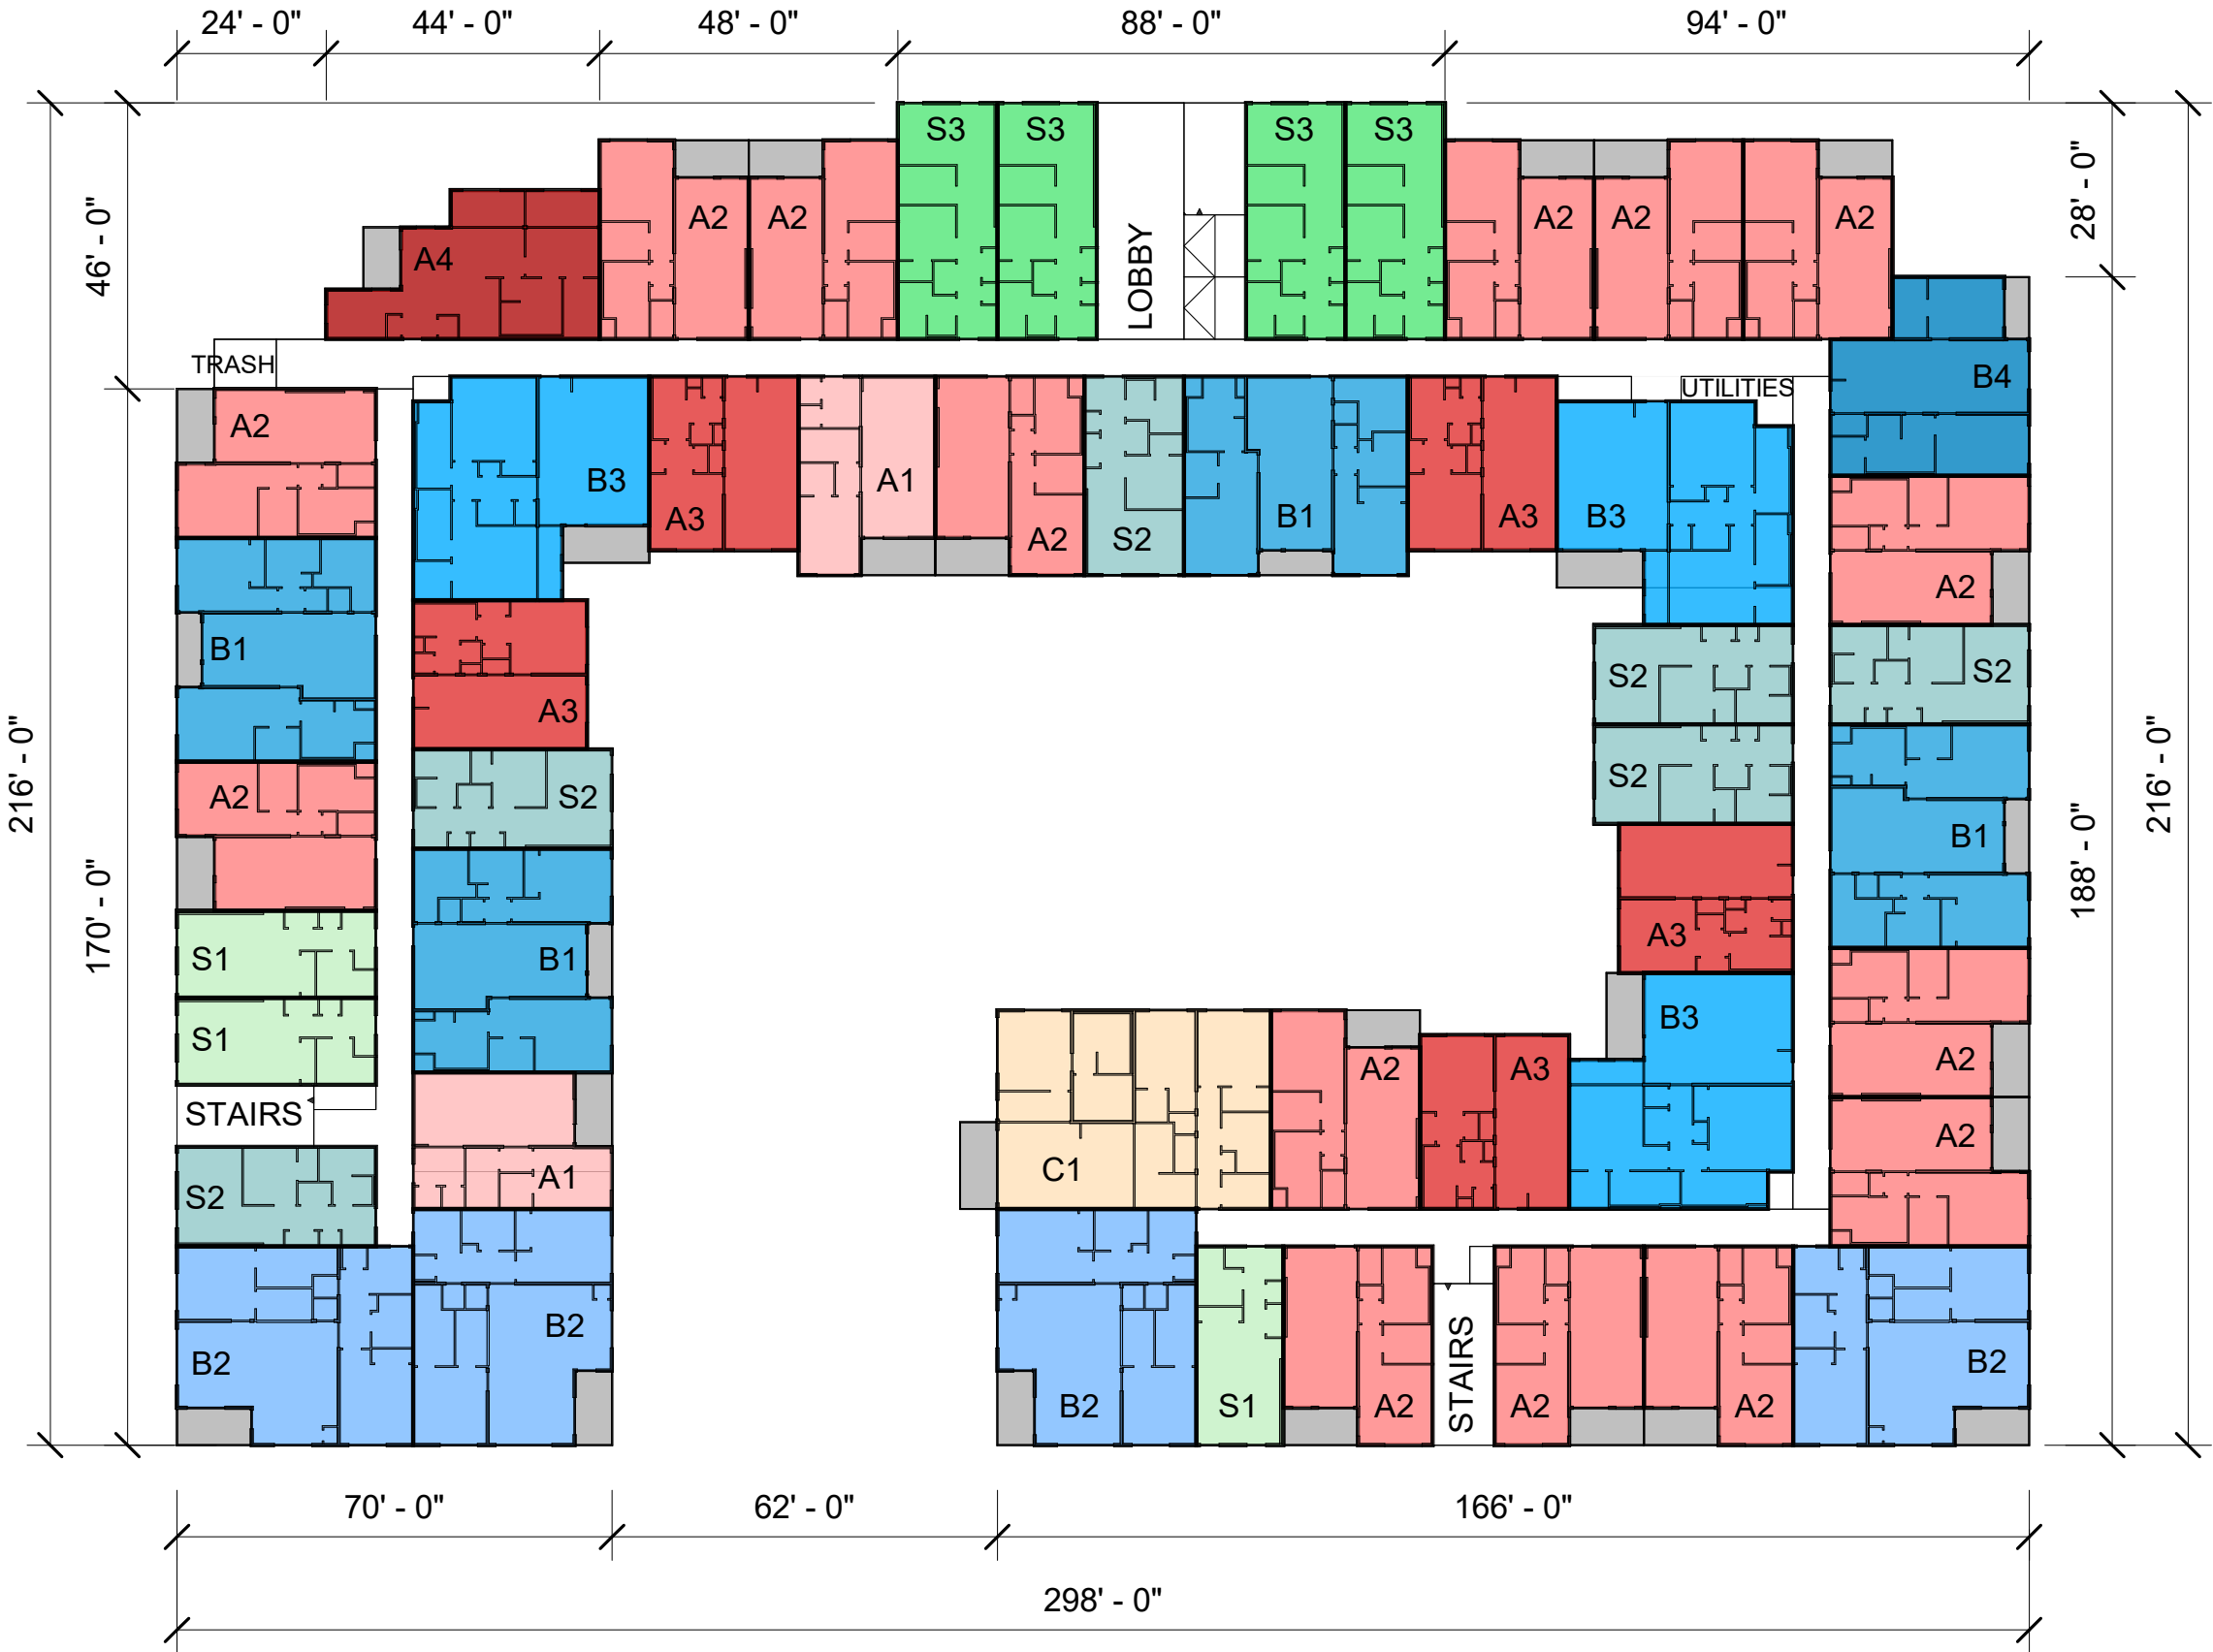 24' - 0" 44' - 0" 48' - 0" 88' - 0" 94' - 0"
S3 S3 S3 S3
28' - 0"
46' - 0"
A4 A2 A2 LOBBY A2 A2 A2
TRASH
UTILITIES
B4
A2
B3 A3 A1 A2 S2 B1 A3 B3
A2
B1
A3
S2 S2
216' - 0"
216' - 0"
A2
S2
S2
B1
170' - 0"
188' - 0"
S1
B1
A3
B3
S1
A2
A2 A3
STAIRS
A2
C1
A1
S2
B2
B2
B2
B2
S1
A2
STAIRS
A2
A2
B2
70' - 0" 62' - 0" 166' - 0"
298' - 0"